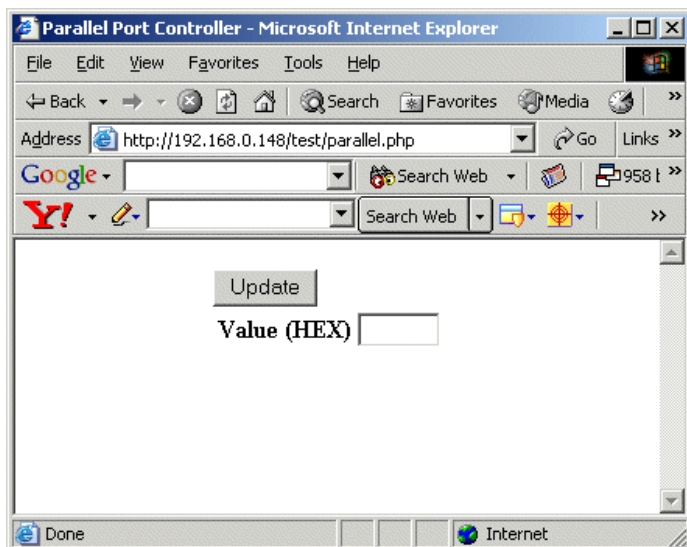 Parallel Port Controller - Microsoft Internet Explorer
File Edit View Favorites Tools Help
Back Search Favorites Media »
Address http://192.168.0.148/test/parallel.php Go Links »
Google Search Web 958 »
Y! Search Web »
Update
Value (HEX)
Done Internet